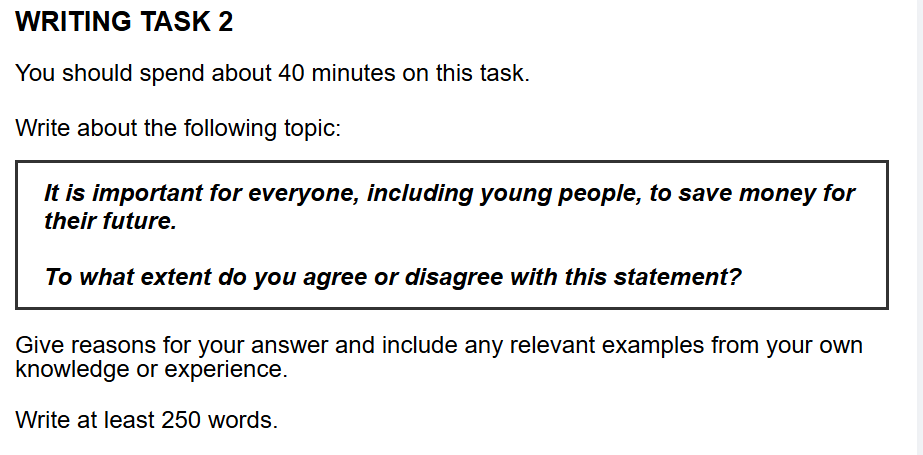 WRITING TASK 2
You should spend about 40 minutes on this task.
Write about the following topic:
It is important for everyone, including young people, to save money for
their future.
To what extent do you agree or disagree with this statement?
Give reasons for your answer and include any relevant examples from your own
knowledge or experience.
Write at least 250 words.